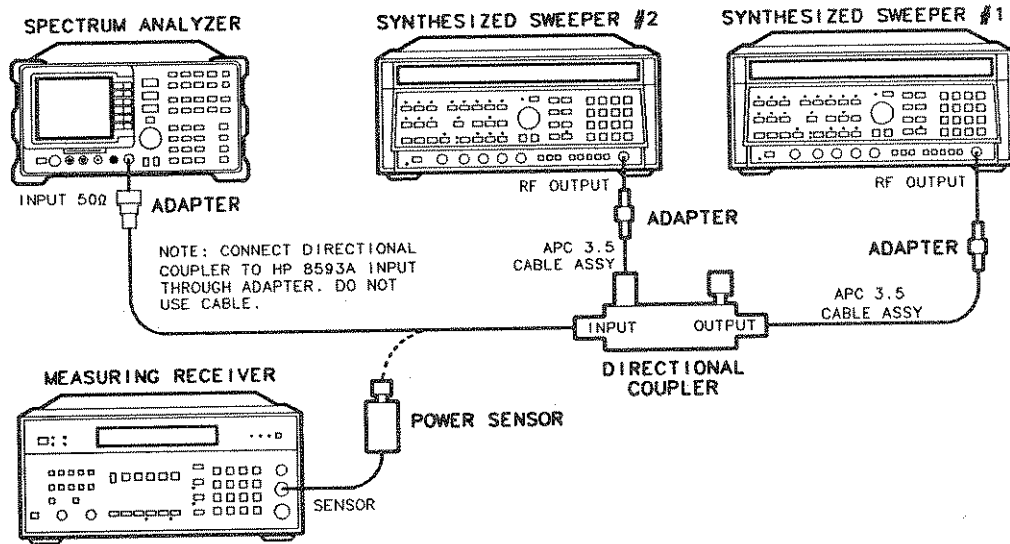 SPECTRUM ANALYZER
SYNTHESIZED SWEEPER #2
SYNTHESIZED SWEEPER #1
INPUT 50Ω
ADAPTER
RF OUTPUT
RF OUTPUT
ADAPTER
ADAPTER
NOTE: CONNECT DIRECTIONAL
COUPLER TO HP 8593A INPUT
THROUGH ADAPTER. DO NOT
USE CABLE.
APC 3.5
CABLE ASSY
APC 3.5
CABLE ASSY
INPUT
OUTPUT
DIRECTIONAL
COUPLER
MEASURING RECEIVER
POWER SENSOR
SENSOR